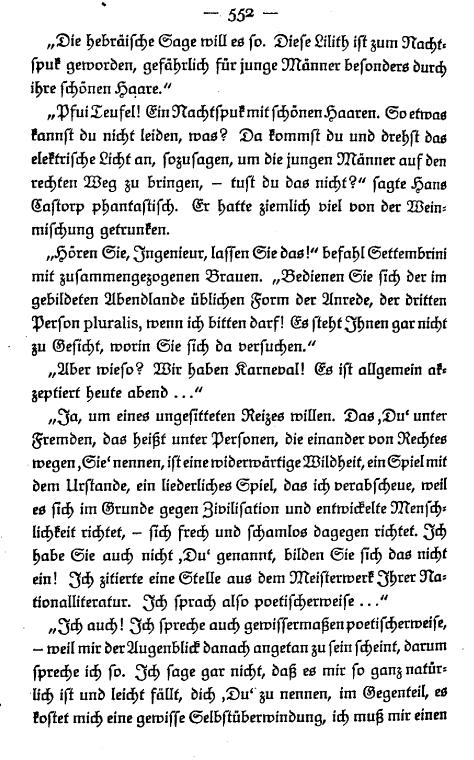 — 552 —
„Die hebräische Sage will es so. Diese Lilith ist zum Nacht-
spuk geworden, gefährlich für junge Männer besonders durch
ihre schönen Haare.“
„Pfui Teufel! Ein Nachtspuk mit schönen Haaren. So etwas
kannst du nicht leiden, was? Da kommst du und drehst das
elektrische Licht an, sozusagen, um die jungen Männer auf den
rechten Weg zu bringen, – tust du das nicht?“ sagte Hans
Castorp phantastisch. Er hatte ziemlich viel von der Wein-
mischung getrunken.
„Hören Sie, Ingenieur, lassen Sie das!“ befahl Settembrini
mit zusammengezogenen Brauen. „Bedienen Sie sich der im
gebildeten Abendlande üblichen Form der Anrede, der dritten
Person pluralis, wenn ich bitten darf! Es steht Ihnen gar nicht
zu Gesicht, worin Sie sich da versuchen.“
„Aber wieso? Wir haben Karneval! Es ist allgemein ak-
zeptiert heute abend ...“
„Ja, um eines ungesitteten Reizes willen. Das ‚Du‘ unter
Fremden, das heißt unter Personen, die einander von Rechtes
wegen ‚Sie‘ nennen, ist eine widerwärtige Wildheit, ein Spiel mit
dem Urstande, ein liederliches Spiel, das ich verabscheue, weil
es sich im Grunde gegen Zivilisation und entwickelte Mensch-
lichkeit richtet, – sich frech und schamlos dagegen richtet. Ich
habe Sie auch nicht ‚Du‘ genannt, bilden Sie sich das nicht
ein! Ich zitierte eine Stelle aus dem Meisterwerk Ihrer Na-
tionalliteratur. Ich sprach also poetischerweise ...“
„Ich auch! Ich spreche auch gewissermaßen poetischerweise,
– weil mir der Augenblick danach angetan zu sein scheint, darum
spreche ich so. Ich sage gar nicht, daß es mir so ganz natür-
lich ist und leicht fällt, dich ‚Du‘ zu nennen, im Gegenteil, es
kostet mich eine gewisse Selbstüberwindung, ich muß mir einen